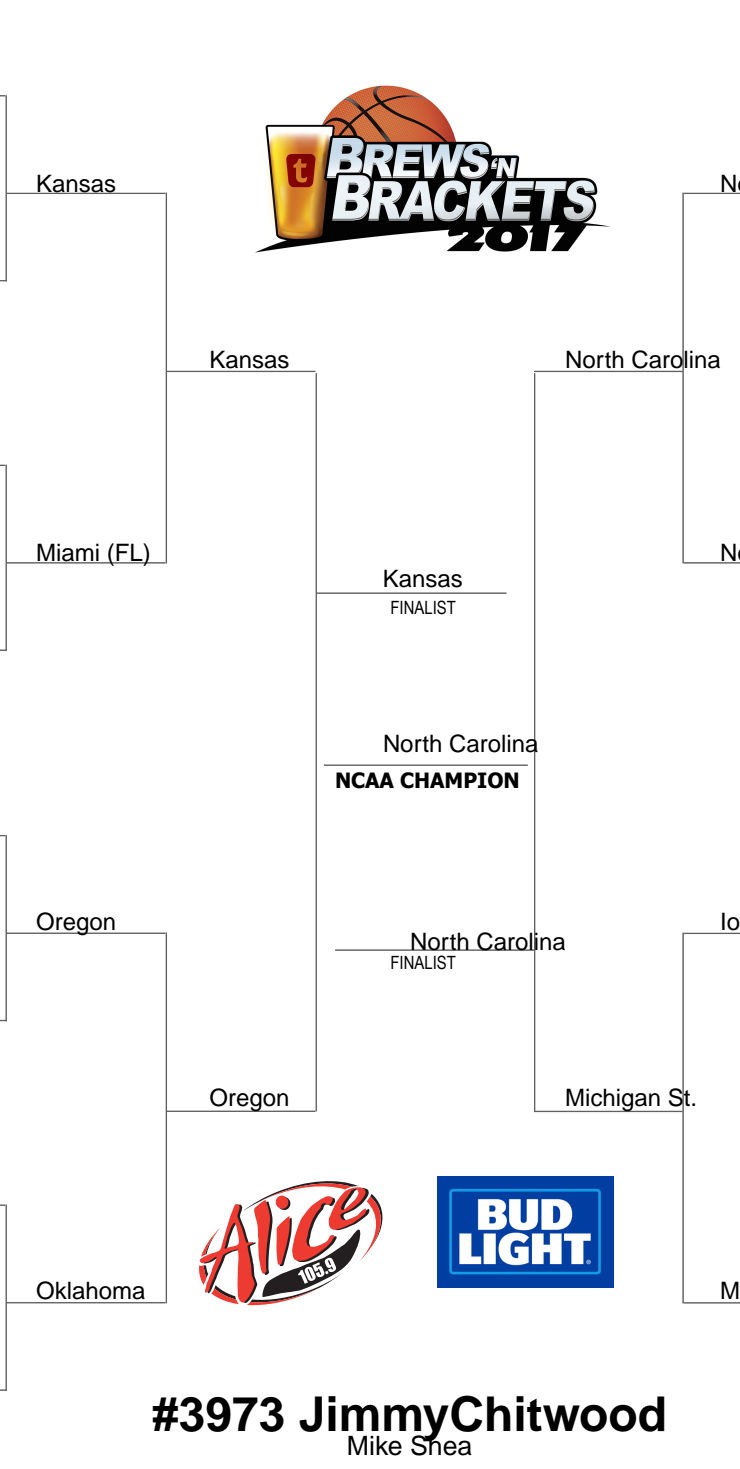 t
BREWS 'N
BRACKETS
2017
Kansas
Kansas
North Carolina
Miami (FL)
Kansas
FINALIST
North Carolina
NCAA CHAMPION
Oregon
North Carolina
FINALIST
Oregon
Michigan St.
Alice
105.9
BUD
LIGHT
Oklahoma
#3973 JimmyChitwood
Mike Shea